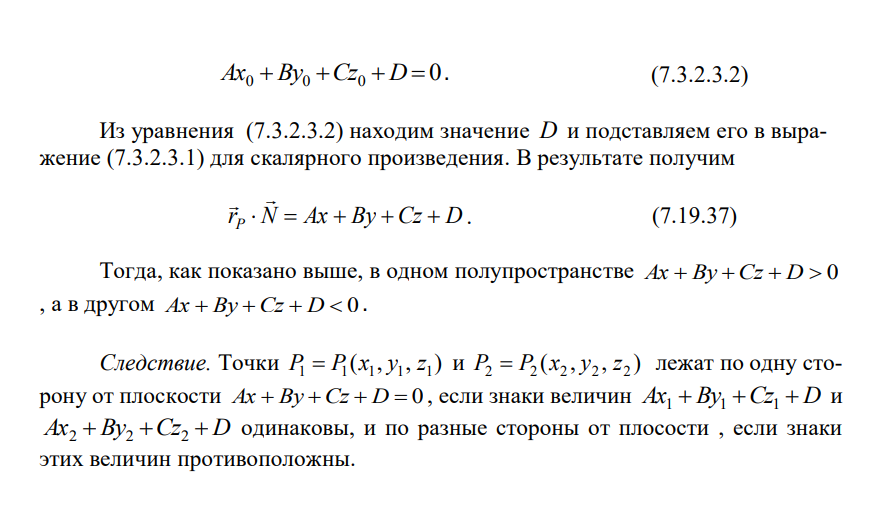 Ax₀ + By₀ + Cz₀ + D = 0. (7.3.2.3.2)
Из уравнения (7.3.2.3.2) находим значение D и подставляем его в выра-
жение (7.3.2.3.1) для скалярного произведения. В результате получим
r⃗_P · N⃗ = Ax + By + Cz + D. (7.19.37)
Тогда, как показано выше, в одном полупространстве Ax + By + Cz + D > 0
, а в другом Ax + By + Cz + D < 0.
Следствие. Точки P₁ = P₁(x₁, y₁, z₁) и P₂ = P₂(x₂, y₂, z₂) лежат по одну сто-
рону от плоскости Ax + By + Cz + D = 0, если знаки величин Ax₁ + By₁ + Cz₁ + D и
Ax₂ + By₂ + Cz₂ + D одинаковы, и по разные стороны от плосости , если знаки
этих величин противоположны.